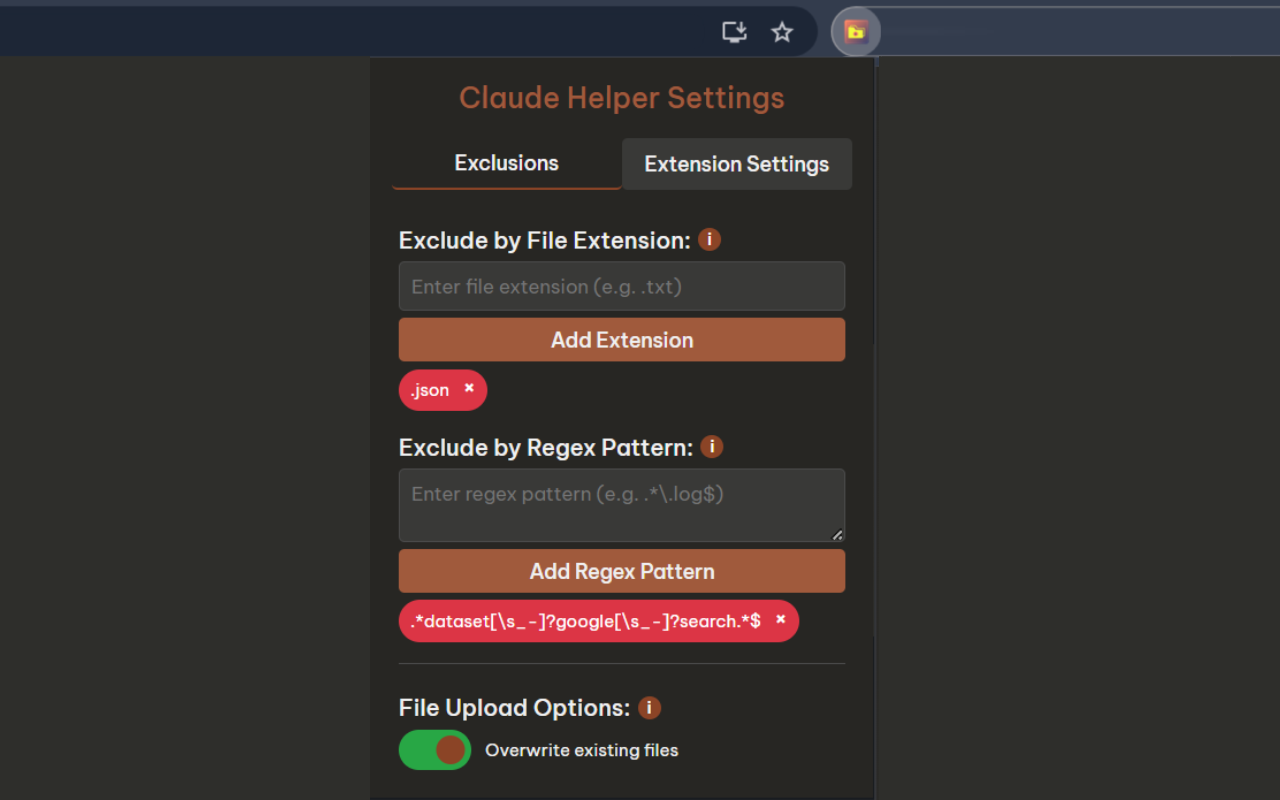 Claude Helper Settings
Exclusions
Extension Settings
Exclude by File Extension: i
Enter file extension (e.g. .txt)
Add Extension
.json ×
Exclude by Regex Pattern: i
Enter regex pattern (e.g. .*\.log$)
Add Regex Pattern
.*dataset[\s_-]?google[\s_-]?search.*$ ×
File Upload Options: i
Overwrite existing files